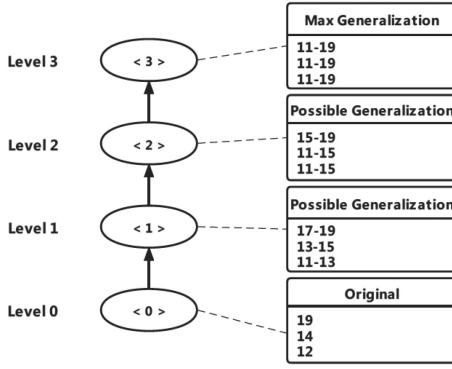 Max Generalization
Level 3
< 3 >
11-19
11-19
11-19
Possible Generalization
Level 2
< 2 >
15-19
11-15
11-15
Possible Generalization
Level 1
< 1 >
17-19
13-15
11-13
Original
Level 0
< 0 >
19
14
12